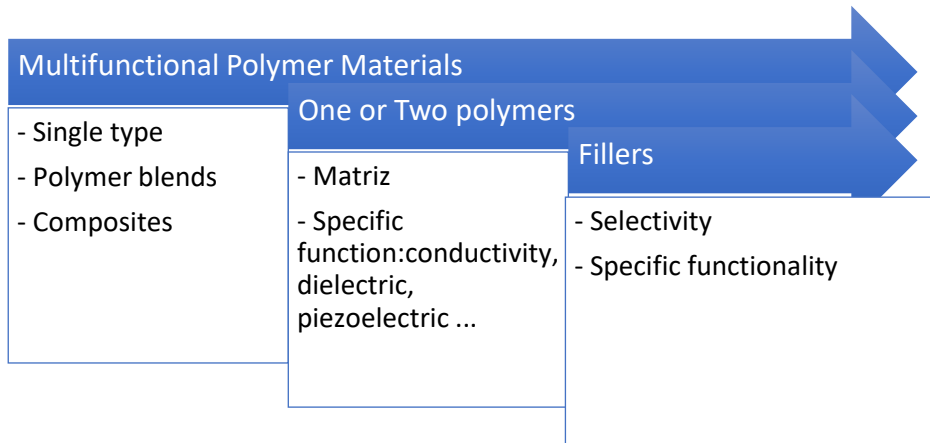 Multifunctional Polymer Materials
- Single type
- Polymer blends
- Composites
One or Two polymers
- Matriz
- Specific
function:conductivity,
dielectric,
piezoelectric ...
Fillers
- Selectivity
- Specific functionality